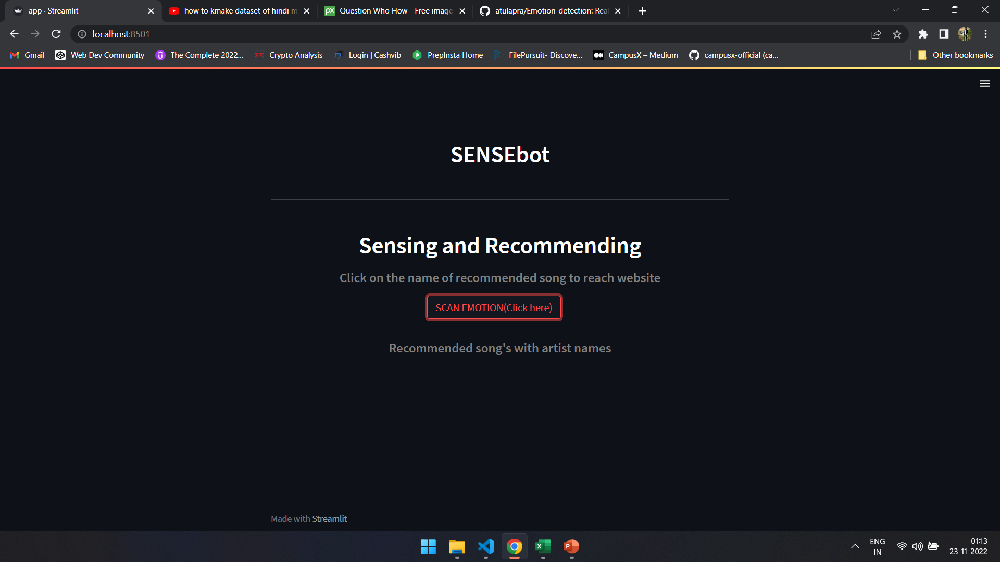 app · Streamlit
how to kmake dataset of hindi m
Question Who How - Free image
atulapra/Emotion-detection: Real
localhost:8501
Gmail
Web Dev Community
The Complete 2022...
Crypto Analysis
Login | Cashvib
PrepInsta Home
FilePursuit- Discove...
CampusX – Medium
campusx-official (ca...
Other bookmarks
SENSEbot
Sensing and Recommending
Click on the name of recommended song to reach website
SCAN EMOTION(Click here)
Recommended song's with artist names
Made with Streamlit
ENG
IN
01:13
23-11-2022